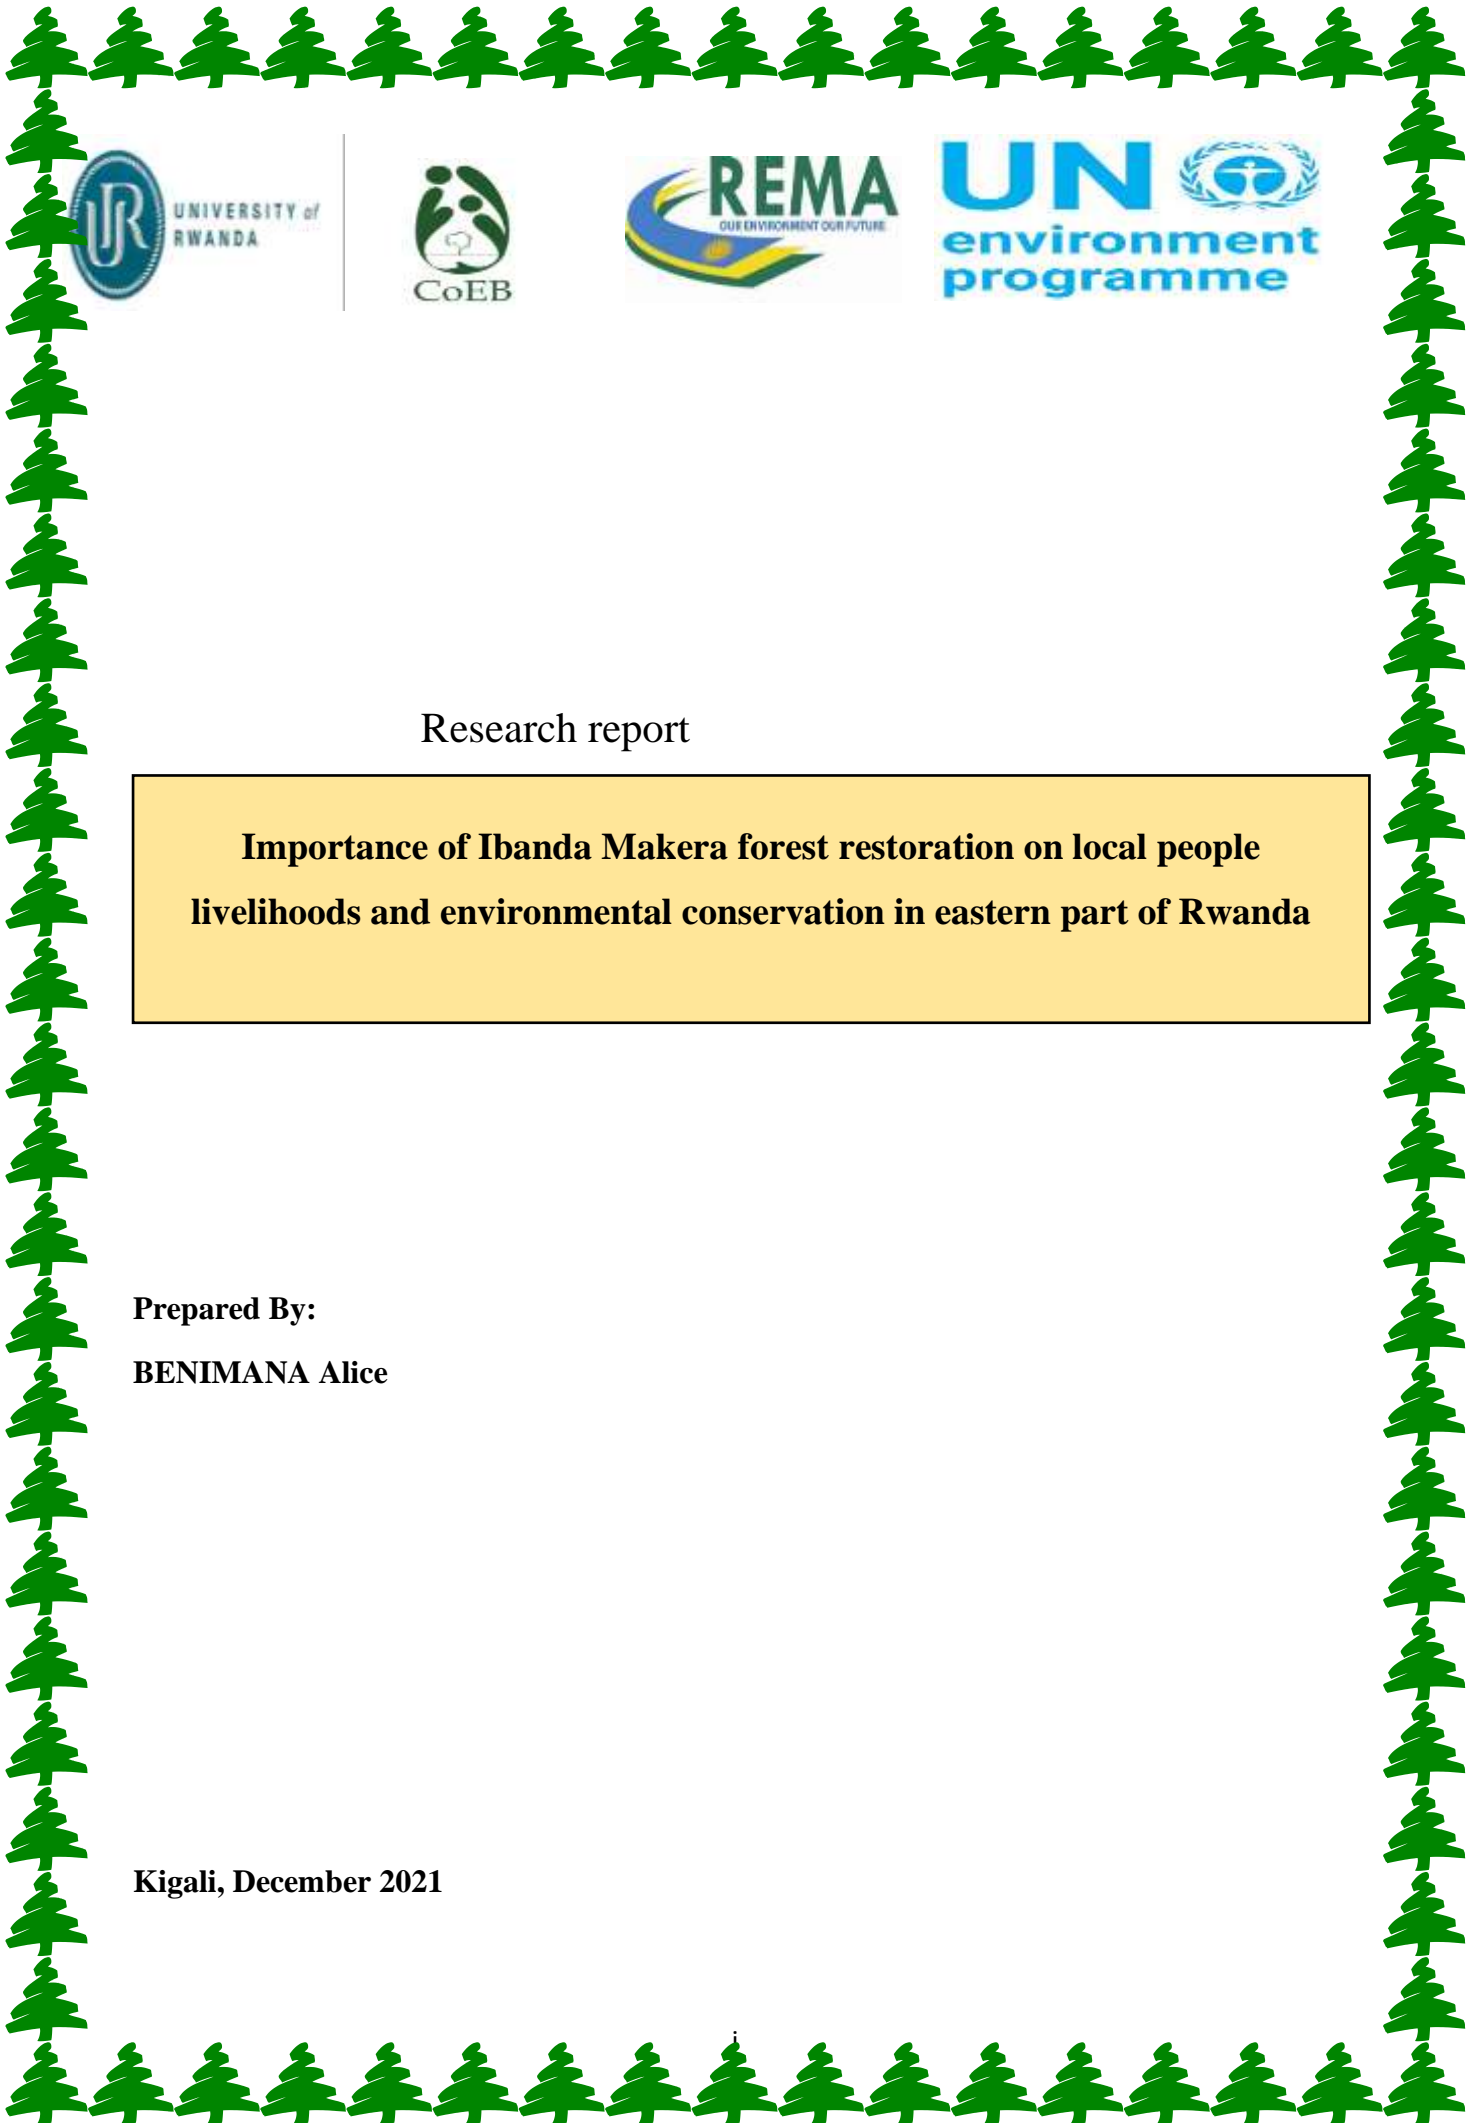 UNIVERSITY of
RWANDA
CoEB
REMA
OUR ENVIRONMENT OUR FUTURE
UN
environment
programme
Research report
Importance of Ibanda Makera forest restoration on local people
livelihoods and environmental conservation in eastern part of Rwanda
Prepared By:
BENIMANA Alice
Kigali, December 2021
i